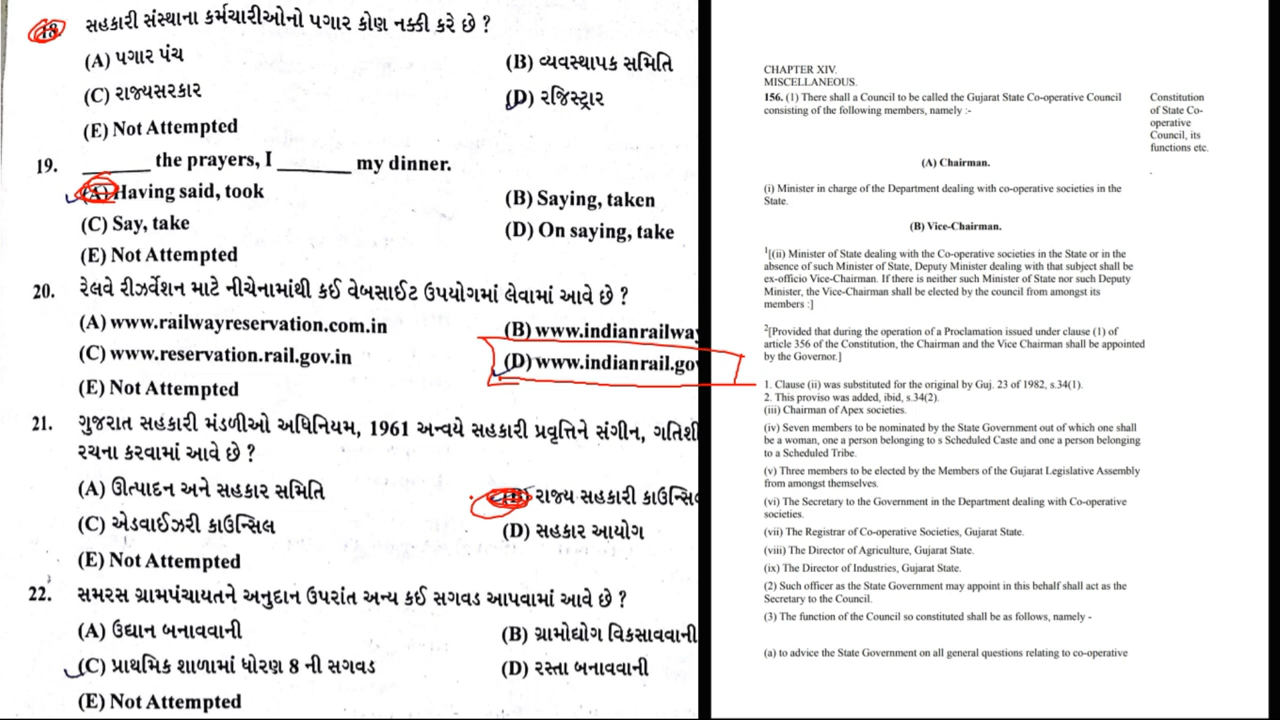 18. સહકારી સંસ્થાના કર્મચારીઓનો પગાર કોણ નક્કી કરે છે ?
(A) પગાર પંચ
(B) વ્યવસ્થાપક સમિતિ
(C) રાજ્યસરકાર
(D) રજિસ્ટ્રાર
(E) Not Attempted
19. ______ the prayers, I ______ my dinner.
(A) Having said, took
(B) Saying, taken
(C) Say, take
(D) On saying, take
(E) Not Attempted
20. રેલવે રીઝર્વેશન માટે નીચેનામાંથી કઈ વેબસાઈટ ઉપયોગમાં લેવામાં આવે છે ?
(A) www.railwayreservation.com.in
(B) www.indianrailway
(C) www.reservation.rail.gov.in
(D) www.indianrail.gov
(E) Not Attempted
21. ગુજરાત સહકારી મંડળીઓ અધિનિયમ, 1961 અન્વયે સહકારી પ્રવૃત્તિને સંગીન, ગતિશી
રચના કરવામાં આવે છે ?
(A) ઊત્પાદન અને સહકાર સમિતિ
(B) રાજ્ય સહકારી કાઉન્સિલ
(C) એડવાઈઝરી કાઉન્સિલ
(D) સહકાર આયોગ
(E) Not Attempted
22. સમરસ ગ્રામપંચાયતને અનુદાન ઉપરાંત અન્ય કઈ સગવડ આપવામાં આવે છે ?
(A) ઉદ્યાન બનાવવાની
(B) ગ્રામોદ્યોગ વિકસાવવાની
(C) પ્રાથમિક શાળામાં ધોરણ 8 ની સગવડ
(D) રસ્તા બનાવવાની
(E) Not Attempted
CHAPTER XIV.
MISCELLANEOUS.
156. (1) There shall a Council to be called the Gujarat State Co-operative Council
consisting of the following members, namely :-
Constitution
of State Co-
operative
Council, its
functions etc.
(A) Chairman.
(i) Minister in charge of the Department dealing with co-operative societies in the
State.
(B) Vice-Chairman.
1[(ii) Minister of State dealing with the Co-operative societies in the State or in the
absence of such Minister of State, Deputy Minister dealing with that subject shall be
ex-officio Vice-Chairman. If there is neither such Minister of State nor such Deputy
Minister, the Vice-Chairman shall be elected by the council from amongst its
members :]
2[Provided that during the operation of a Proclamation issued under clause (1) of
article 356 of the Constitution, the Chairman and the Vice Chairman shall be appointed
by the Governor.]
1. Clause (ii) was substituted for the original by Guj. 23 of 1982, s.34(1).
2. This proviso was added, ibid, s.34(2).
(iii) Chairman of Apex societies.
(iv) Seven members to be nominated by the State Government out of which one shall
be a woman, one a person belonging to s Scheduled Caste and one a person belonging
to a Scheduled Tribe.
(v) Three members to be elected by the Members of the Gujarat Legislative Assembly
from amongst themselves.
(vi) The Secretary to the Government in the Department dealing with Co-operative
societies.
(vii) The Registrar of Co-operative Societies, Gujarat State.
(viii) The Director of Agriculture, Gujarat State.
(ix) The Director of Industries, Gujarat State.
(2) Such officer as the State Government may appoint in this behalf shall act as the
Secretary to the Council.
(3) The function of the Council so constituted shall be as follows, namely -
(a) to advice the State Government on all general questions relating to co-operative